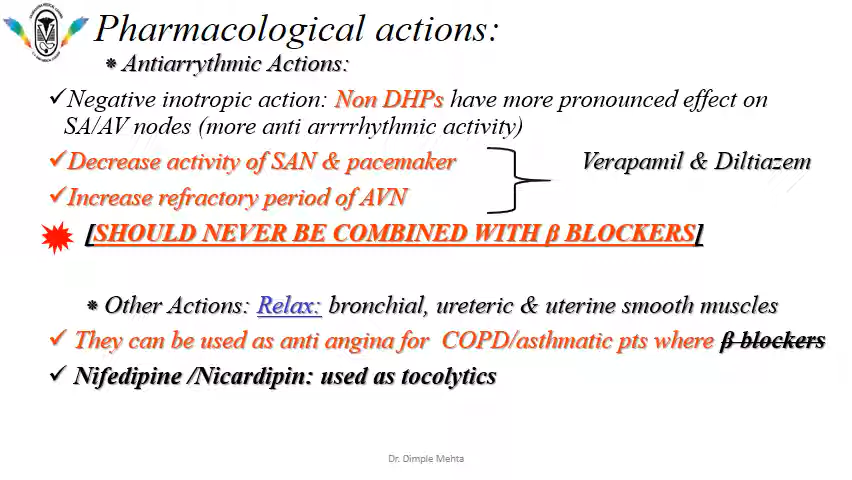 Pharmacological actions:
Antiarrythmic Actions:
✓Negative inotropic action: Non DHPs have more pronounced effect on
SA/AV nodes (more anti arrrrhythmic activity)
✓Decrease activity of SAN & pacemaker Verapamil & Diltiazem
✓Increase refractory period of AVN
[SHOULD NEVER BE COMBINED WITH β BLOCKERS[
Other Actions: Relax: bronchial, ureteric & uterine smooth muscles
✓ They can be used as anti angina for COPD/asthmatic pts where β blockers
✓ Nifedipine /Nicardipin: used as tocolytics
Dr. Dimple Mehta